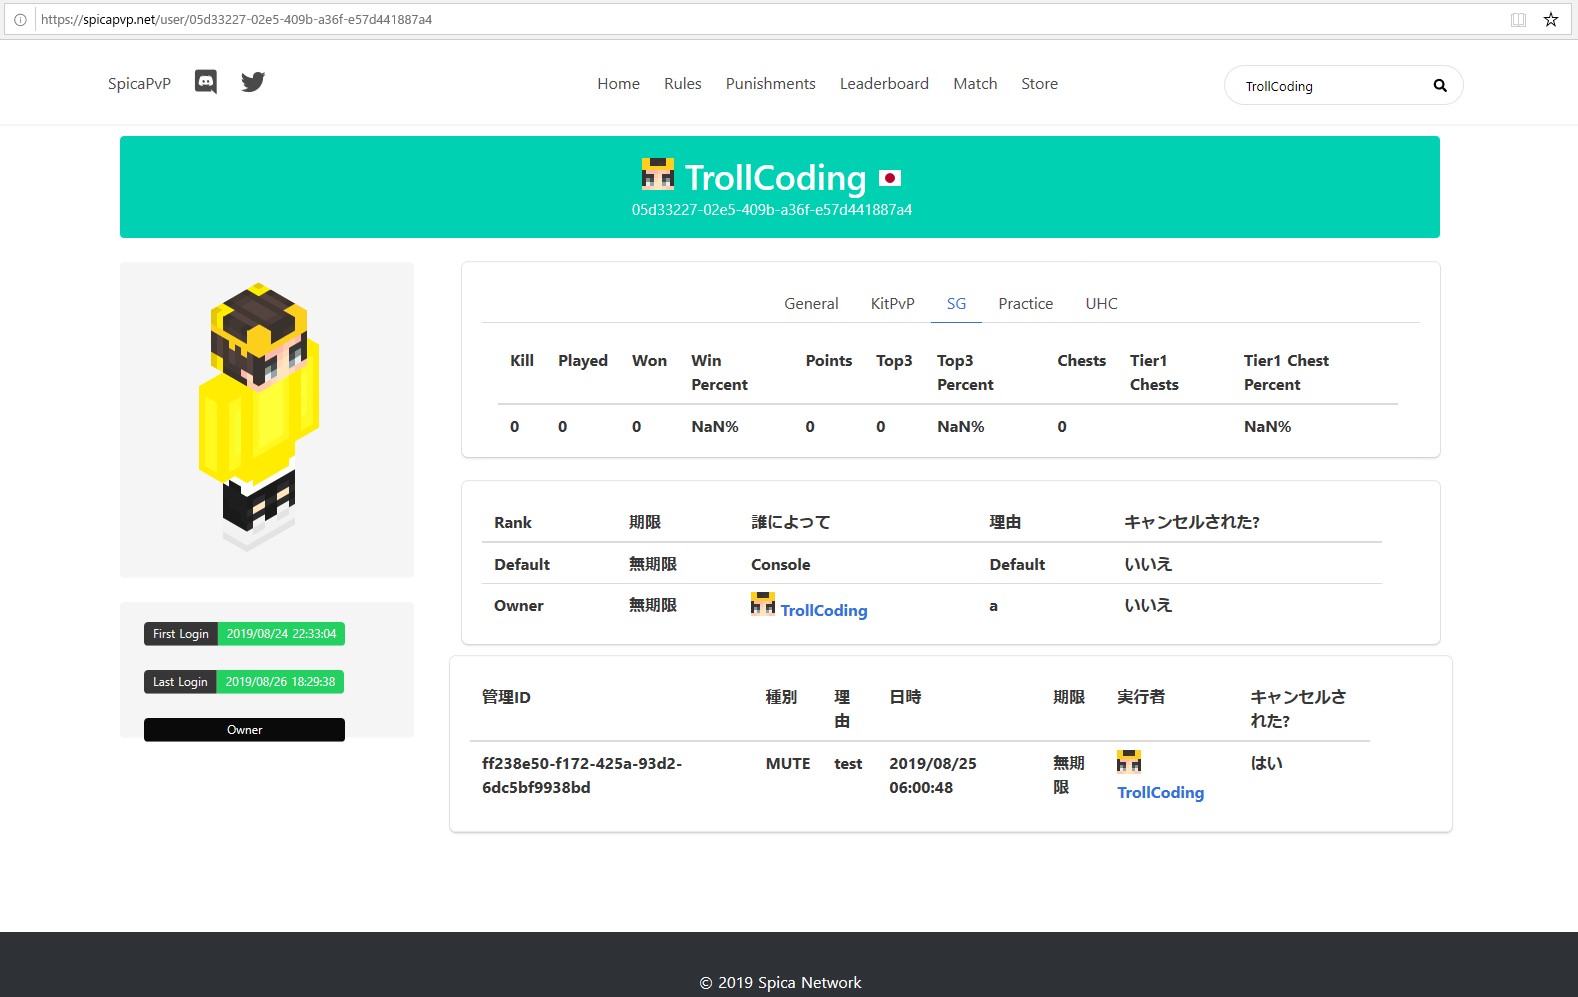 https://spicapvp.net/user/05d33227-02e5-409b-a36f-e57d441887a4
SpicaPvP Home Rules Punishments Leaderboard Match Store TrollCoding
TrollCoding
05d33227-02e5-409b-a36f-e57d441887a4
General KitPvP SG Practice UHC
Kill Played Won Win Percent Points Top3 Top3 Percent Chests Tier1 Chests Tier1 Chest Percent
0 0 0 NaN% 0 0 NaN% 0 NaN%
Rank 期限 誰によって 理由 キャンセルされた?
Default 無期限 Console Default いいえ
Owner 無期限 TrollCoding a いいえ
First Login 2019/08/24 22:33:04
Last Login 2019/08/26 18:29:38
Owner
管理ID 種別 理由 日時 期限 実行者 キャンセルされた?
ff238e50-f172-425a-93d2-6dc5bf9938bd MUTE test 2019/08/25 06:00:48 無期限 TrollCoding はい
© 2019 Spica Network